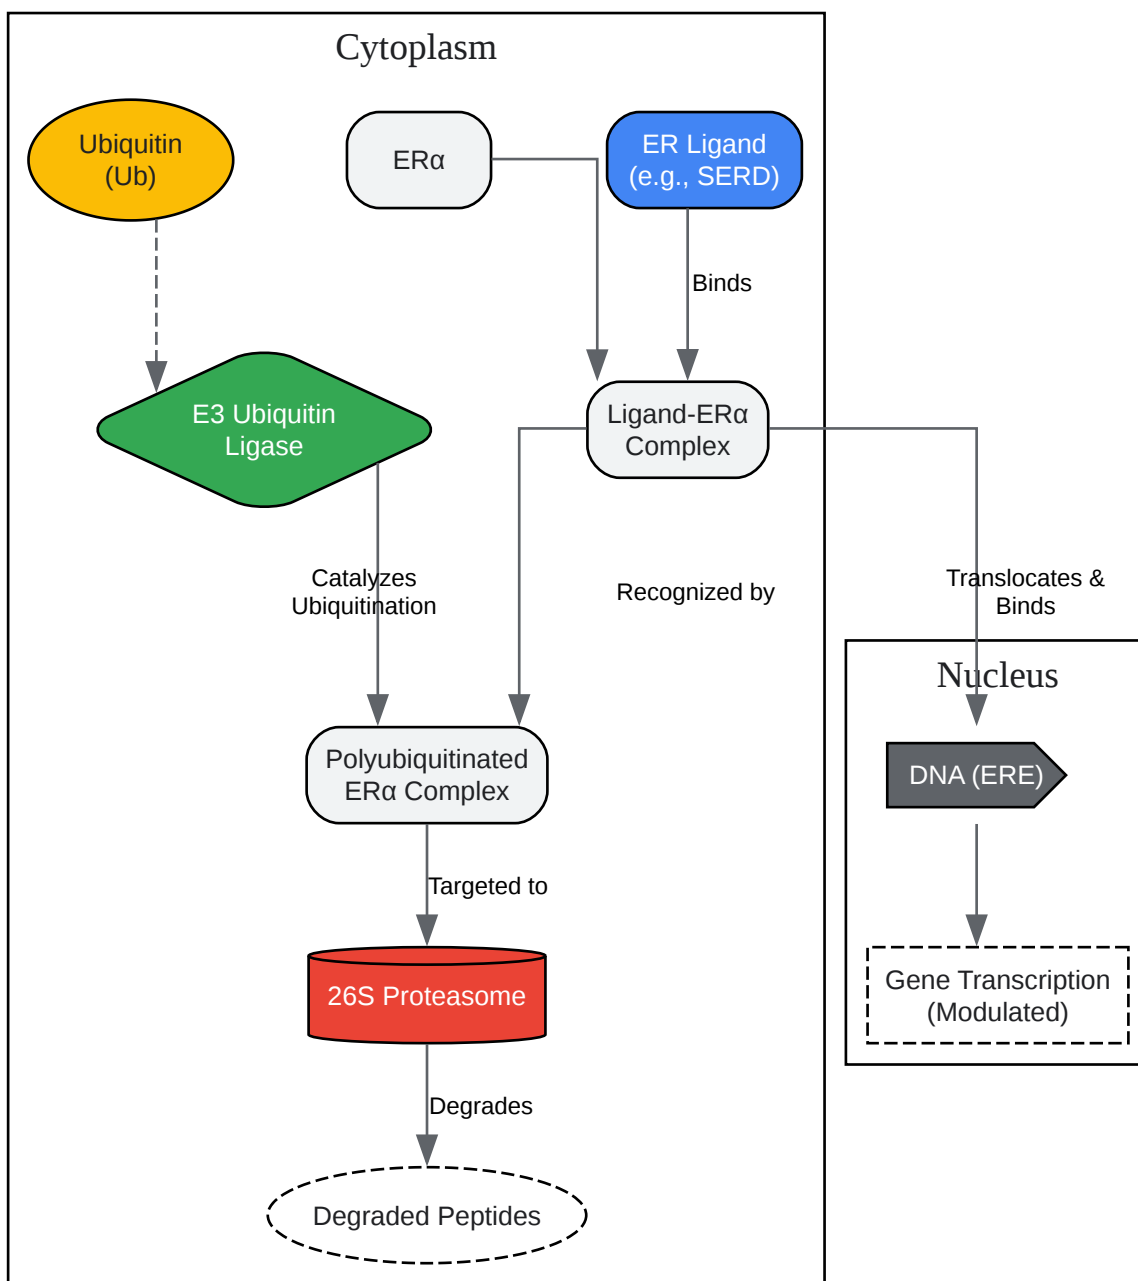 Cytoplasm
Ubiquitin
(Ub)
ERα
ER Ligand
(e.g., SERD)
Binds
E3 Ubiquitin
Ligase
Ligand-ERα
Complex
Catalyzes
Ubiquitination
Recognized by
Translocates &
Binds
Nucleus
Polyubiquitinated
ERα Complex
DNA (ERE)
Targeted to
26S Proteasome
Gene Transcription
(Modulated)
Degrades
Degraded Peptides